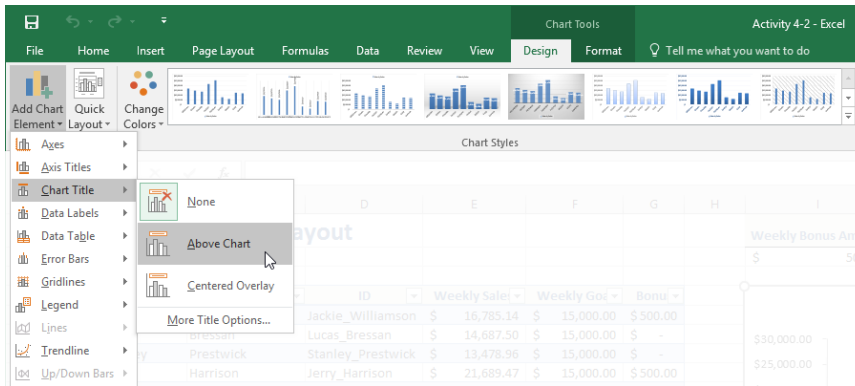 Chart Tools
Activity 4-2 - Excel
File Home Insert Page Layout Formulas Data Review View Design Format Tell me what you want to do
Add Chart Element Quick Layout Change Colors
Chart Styles
Axes
Axis Titles
Chart Title
Data Labels
Data Table
Error Bars
Gridlines
Legend
Lines
Trendline
Up/Down Bars
None
Above Chart
Centered Overlay
More Title Options...
fx
D E F G H I
ayout
Weekly Bonus Am
$ 50
ID Weekly Sales Weekly Goa Bonu
Jackie_Williamson $ 16,785.14 $ 15,000.00 $ 500.00
Bressan Lucas_Bressan $ 14,687.50 $ 15,000.00 $ -
ey Prestwick Stanley_Prestwick $ 13,478.96 $ 15,000.00 $ -
Harrison Jerry_Harrison $ 21,689.47 $ 15,000.00 $ 500.00
$30,000.00
$25,000.00